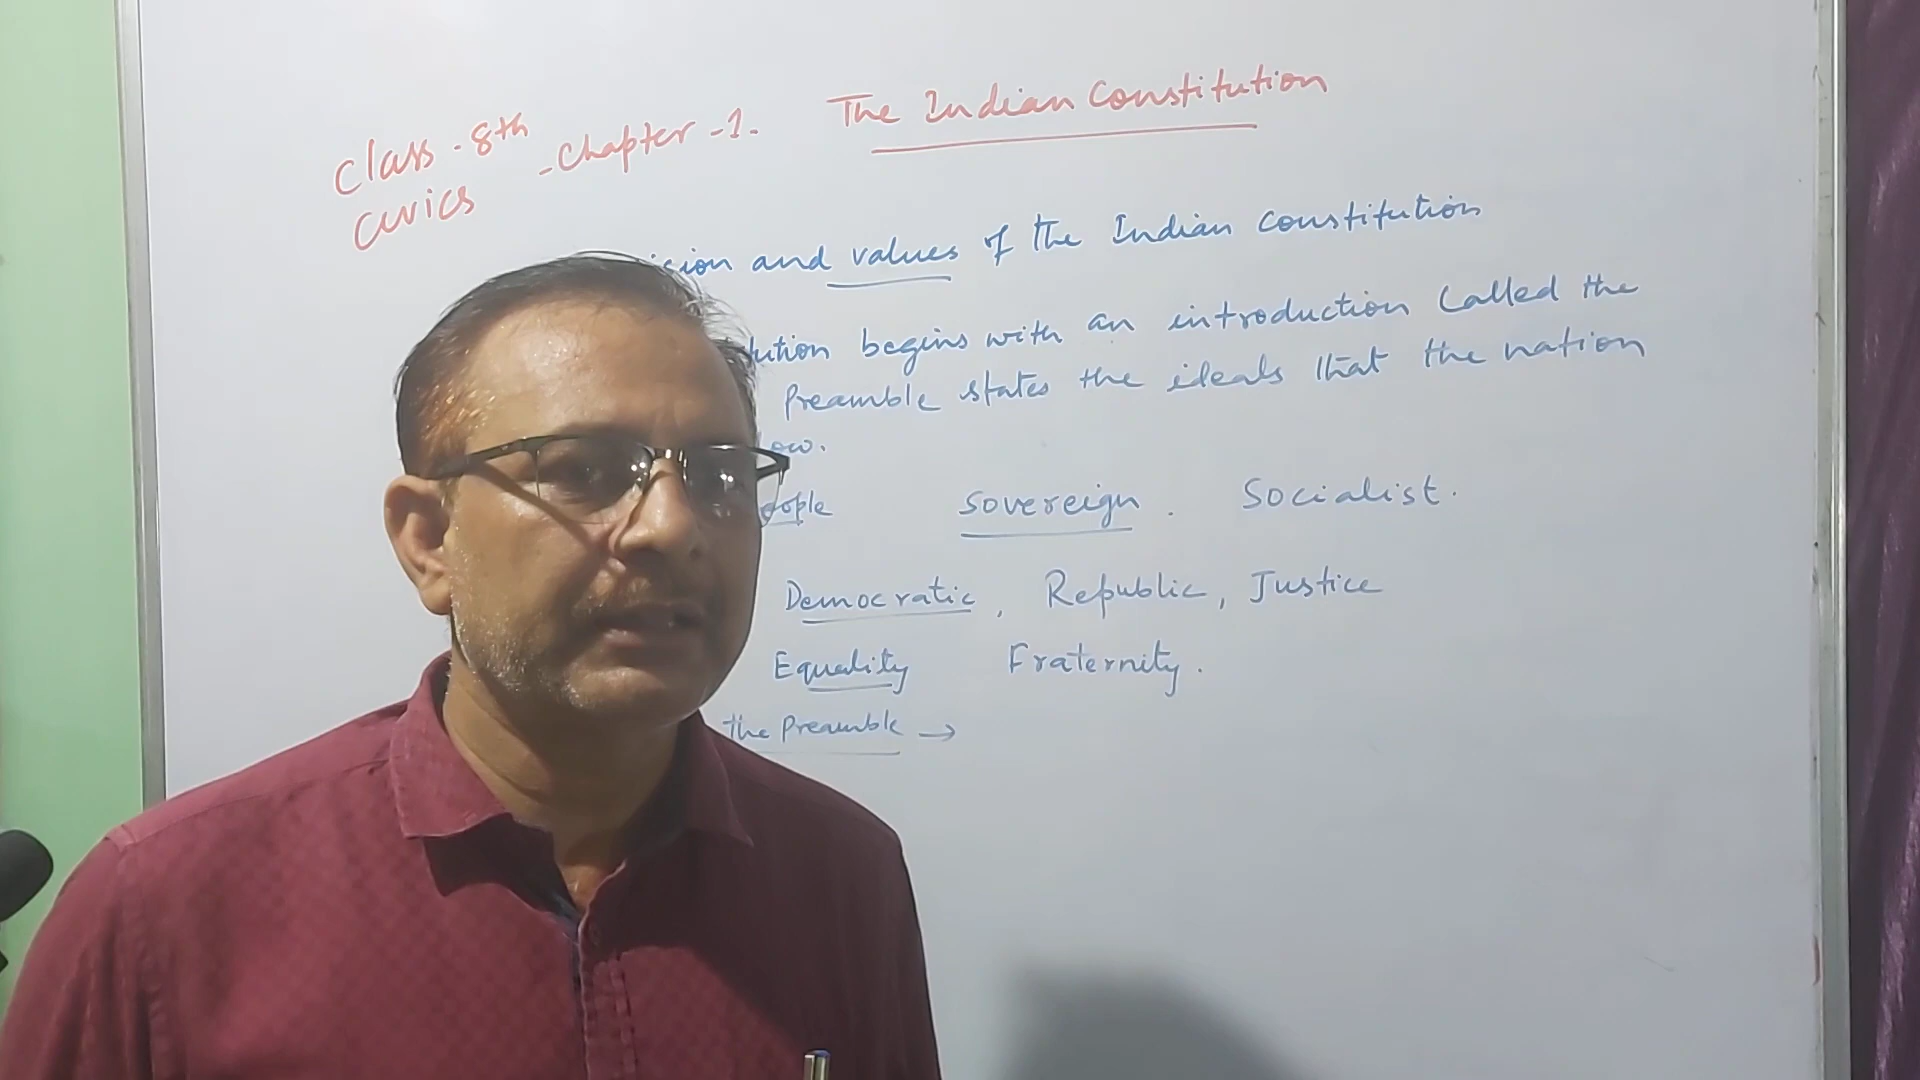 Class - 8th - Chapter - 1. The Indian Constitution
Civics
and values of the Indian Constitution
begins with an introduction called the
Preamble states the ideals that the nation
Sovereign. Socialist.
Democratic, Republic, Justice
Equality Fraternity.
the Preamble →